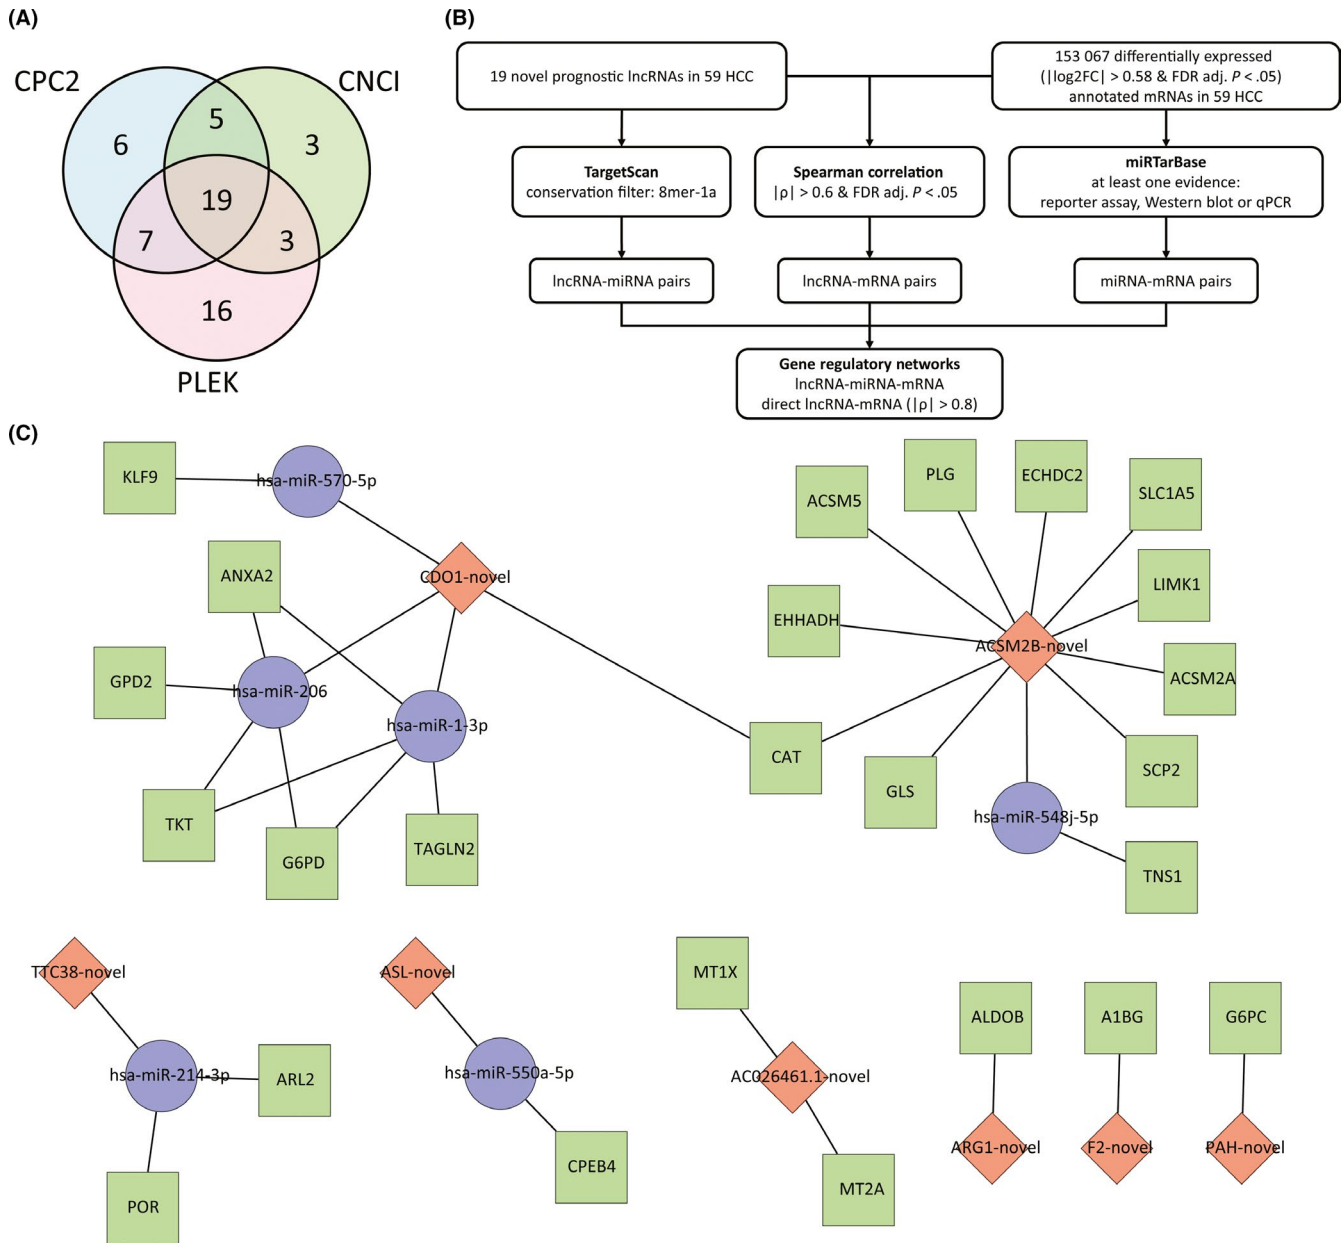 (A)
CPC2
CNCI
6
5
3
19
7
3
16
PLEK
(B)
19 novel prognostic lncRNAs in 59 HCC
153 067 differentially expressed
(|log2FC| > 0.58 & FDR adj. P < .05)
annotated mRNAs in 59 HCC
TargetScan
conservation filter: 8mer-1a
Spearman correlation
|ρ| > 0.6 & FDR adj. P < .05
miRTarBase
at least one evidence:
reporter assay, Western blot or qPCR
lncRNA-miRNA pairs
lncRNA-mRNA pairs
miRNA-mRNA pairs
Gene regulatory networks
lncRNA-miRNA-mRNA
direct lncRNA-mRNA (|ρ| > 0.8)
(C)
KLF9
hsa-miR-570-5p
ANXA2
CDO1-novel
GPD2
hsa-miR-206
hsa-miR-1-3p
TKT
G6PD
TAGLN2
ACSM5
PLG
ECHDC2
SLC1A5
LIMK1
EHHADH
ACSM2B-novel
ACSM2A
CAT
GLS
SCP2
hsa-miR-548j-5p
TNS1
TTC38-novel
hsa-miR-214-3p
ARL2
POR
ASL-novel
hsa-miR-550a-5p
CPEB4
MT1X
AC026461.1-novel
MT2A
ALDOB
A1BG
G6PC
ARG1-novel
F2-novel
PAH-novel